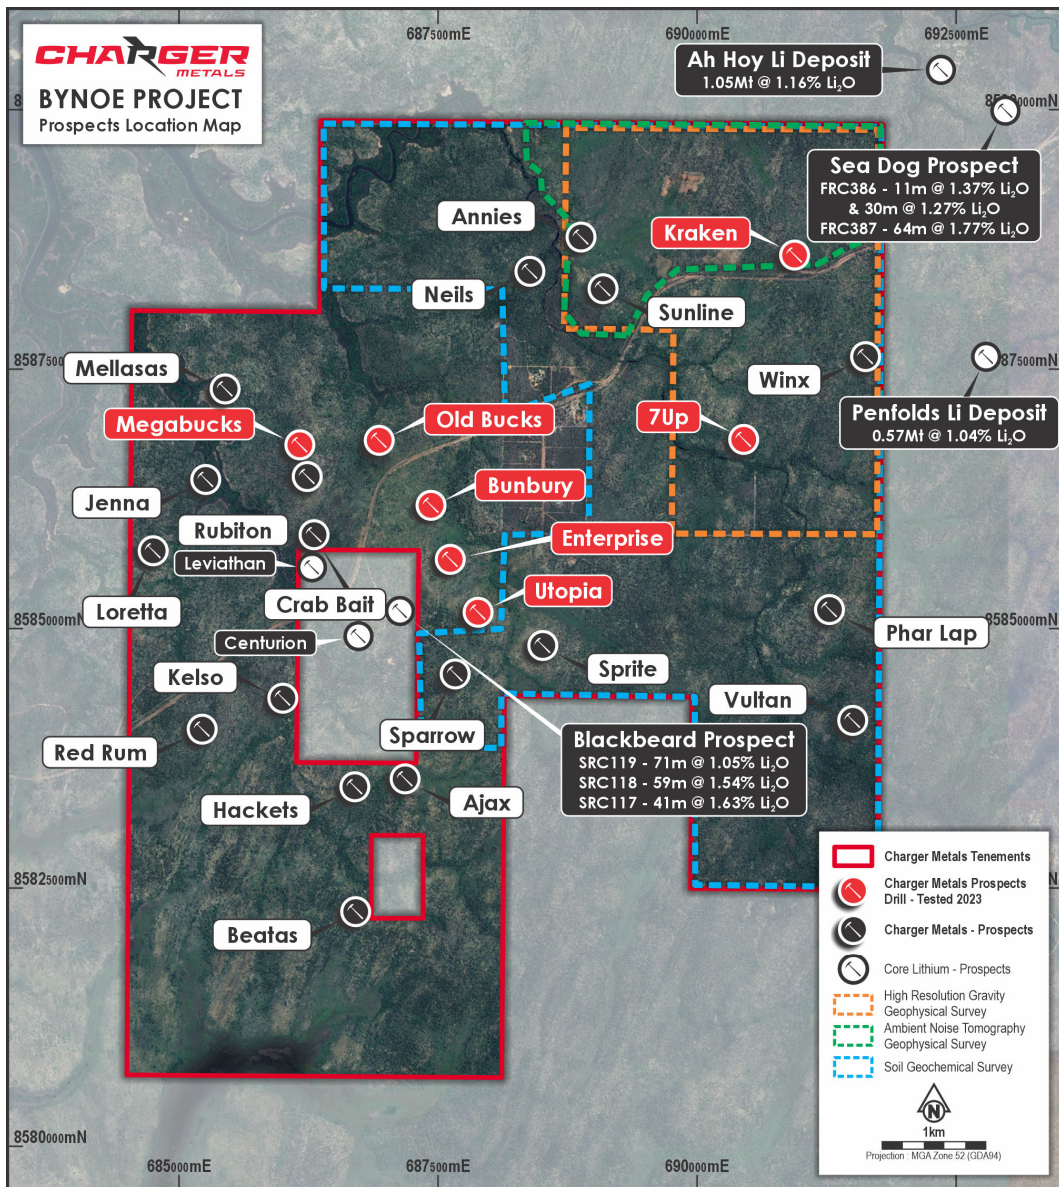 CHARGER
METALS
BYNOE PROJECT
Prospects Location Map
687500mE
690000mE
692500mE
Ah Hoy Li Deposit
1.05Mt @ 1.16% Li2O
000mN
Sea Dog Prospect
FRC386 - 11m @ 1.37% Li2O
& 30m @ 1.27% Li2O
FRC387 - 64m @ 1.77% Li2O
Annies
Kraken
Neils
Sunline
8587500mN
500mN
Mellasas
Winx
Penfolds Li Deposit
0.57Mt @ 1.04% Li2O
Megabucks
Old Bucks
7Up
Jenna
Bunbury
Rubiton
Enterprise
Leviathan
Loretta
Crab Bait
Utopia
8585000mN
000mN
Centurion
Phar Lap
Kelso
Sprite
Vultan
Red Rum
Sparrow
Blackbeard Prospect
SRC119 - 71m @ 1.05% Li2O
SRC118 - 59m @ 1.54% Li2O
SRC117 - 41m @ 1.63% Li2O
Hackets
Ajax
8582500mN
Beatas
Charger Metals Tenements
Charger Metals Prospects
Drill - Tested 2023
Charger Metals - Prospects
Core Lithium - Prospects
High Resolution Gravity
Geophysical Survey
Ambient Noise Tomography
Geophysical Survey
Soil Geochemical Survey
N
1km
Projection : MGA Zone 52 (GDA94)
8580000mN
685000mE
687500mE
690000mE